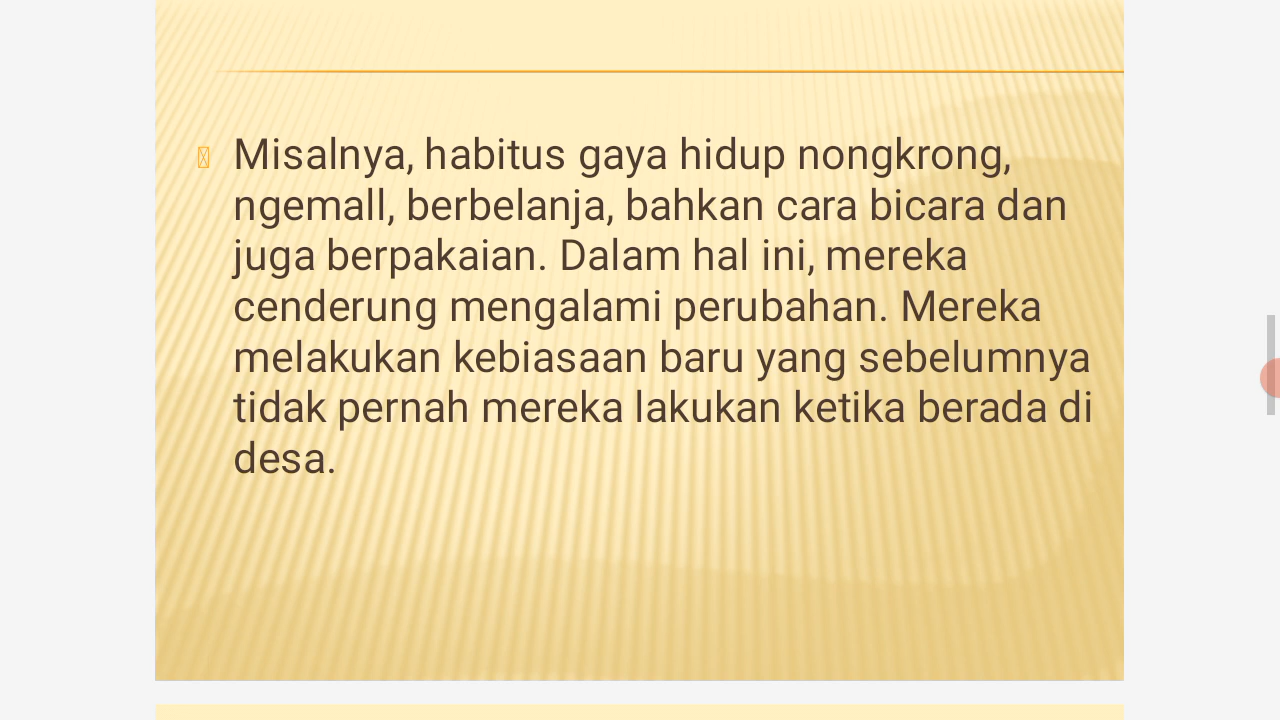 Misalnya, habitus gaya hidup nongkrong,
ngemall, berbelanja, bahkan cara bicara dan
juga berpakaian. Dalam hal ini, mereka
cenderung mengalami perubahan. Mereka
melakukan kebiasaan baru yang sebelumnya
tidak pernah mereka lakukan ketika berada di
desa.